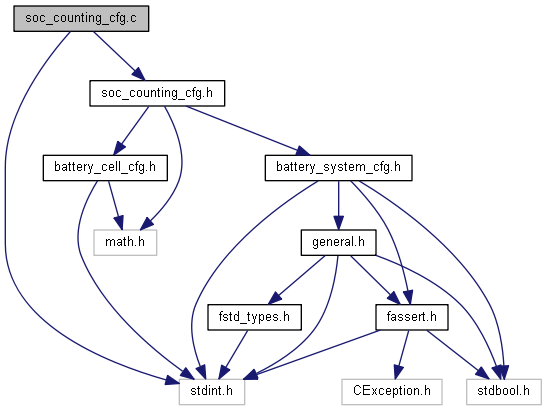 soc_counting_cfg.c
soc_counting_cfg.h
battery_cell_cfg.h
battery_system_cfg.h
math.h
general.h
fstd_types.h
fassert.h
stdint.h
CException.h
stdbool.h